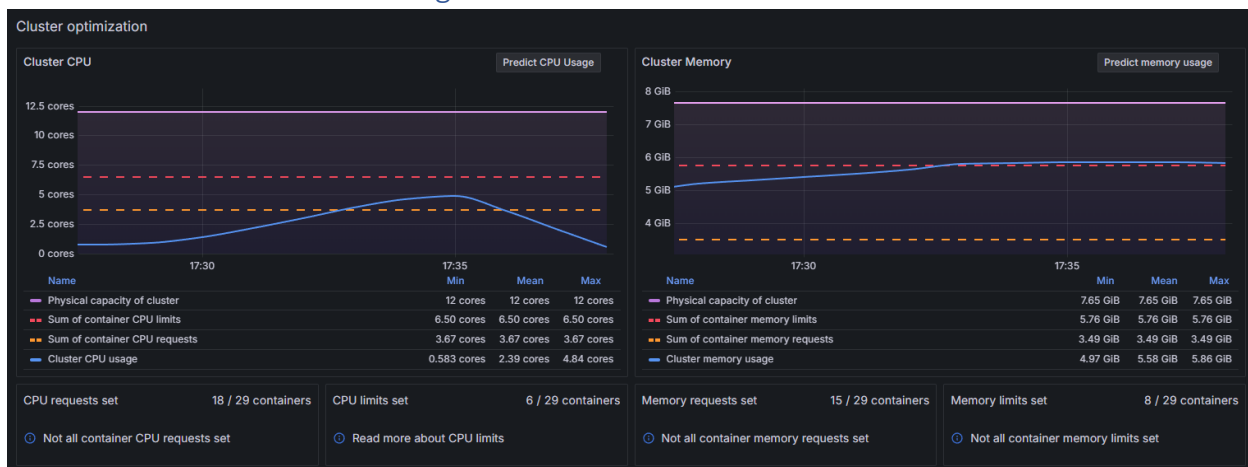 Cluster optimization
Cluster CPU
Predict CPU Usage
12.5 cores
10 cores
7.5 cores
5 cores
2.5 cores
0 cores
17:30 17:35
Name Min Mean Max
Physical capacity of cluster 12 cores 12 cores 12 cores
Sum of container CPU limits 6.50 cores 6.50 cores 6.50 cores
Sum of container CPU requests 3.67 cores 3.67 cores 3.67 cores
Cluster CPU usage 0.583 cores 2.39 cores 4.84 cores
Cluster Memory
Predict memory usage
8 GiB
7 GiB
6 GiB
5 GiB
4 GiB
17:30 17:35
Name Min Mean Max
Physical capacity of cluster 7.65 GiB 7.65 GiB 7.65 GiB
Sum of container memory limits 5.76 GiB 5.76 GiB 5.76 GiB
Sum of container memory requests 3.49 GiB 3.49 GiB 3.49 GiB
Cluster memory usage 4.97 GiB 5.58 GiB 5.86 GiB
CPU requests set 18 / 29 containers
Not all container CPU requests set
CPU limits set 6 / 29 containers
Read more about CPU limits
Memory requests set 15 / 29 containers
Not all container memory requests set
Memory limits set 8 / 29 containers
Not all container memory limits set